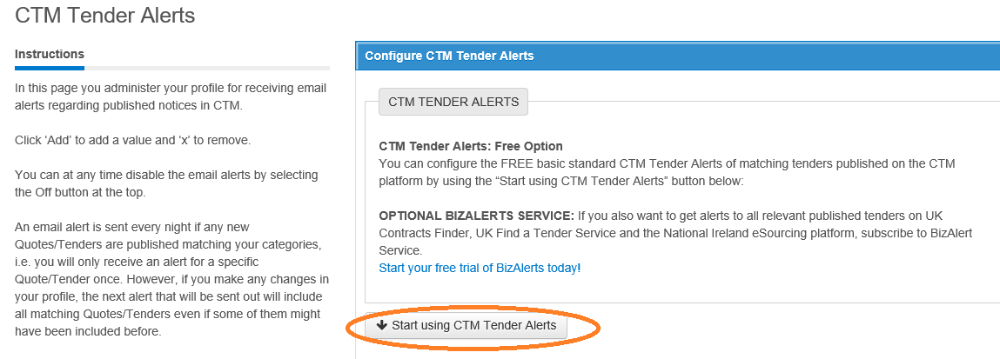 CTM Tender Alerts
Instructions
In this page you administer your profile for receiving email
alerts regarding published notices in CTM.
Click ‘Add’ to add a value and ‘x’ to remove.
You can at any time disable the email alerts by selecting
the Off button at the top.
An email alert is sent every night if any new
Quotes/Tenders are published matching your categories,
i.e. you will only receive an alert for a specific
Quote/Tender once. However, if you make any changes in
your profile, the next alert that will be sent out will include
all matching Quotes/Tenders even if some of them might
have been included before.
Configure CTM Tender Alerts
CTM TENDER ALERTS
CTM Tender Alerts: Free Option
You can configure the FREE basic standard CTM Tender Alerts of matching tenders published on the CTM
platform by using the “Start using CTM Tender Alerts” button below:
OPTIONAL BIZALERTS SERVICE: If you also want to get alerts to all relevant published tenders on UK
Contracts Finder, UK Find a Tender Service and the National Ireland eSourcing platform, subscribe to BizAlert
Service.
Start your free trial of BizAlerts today!
Start using CTM Tender Alerts